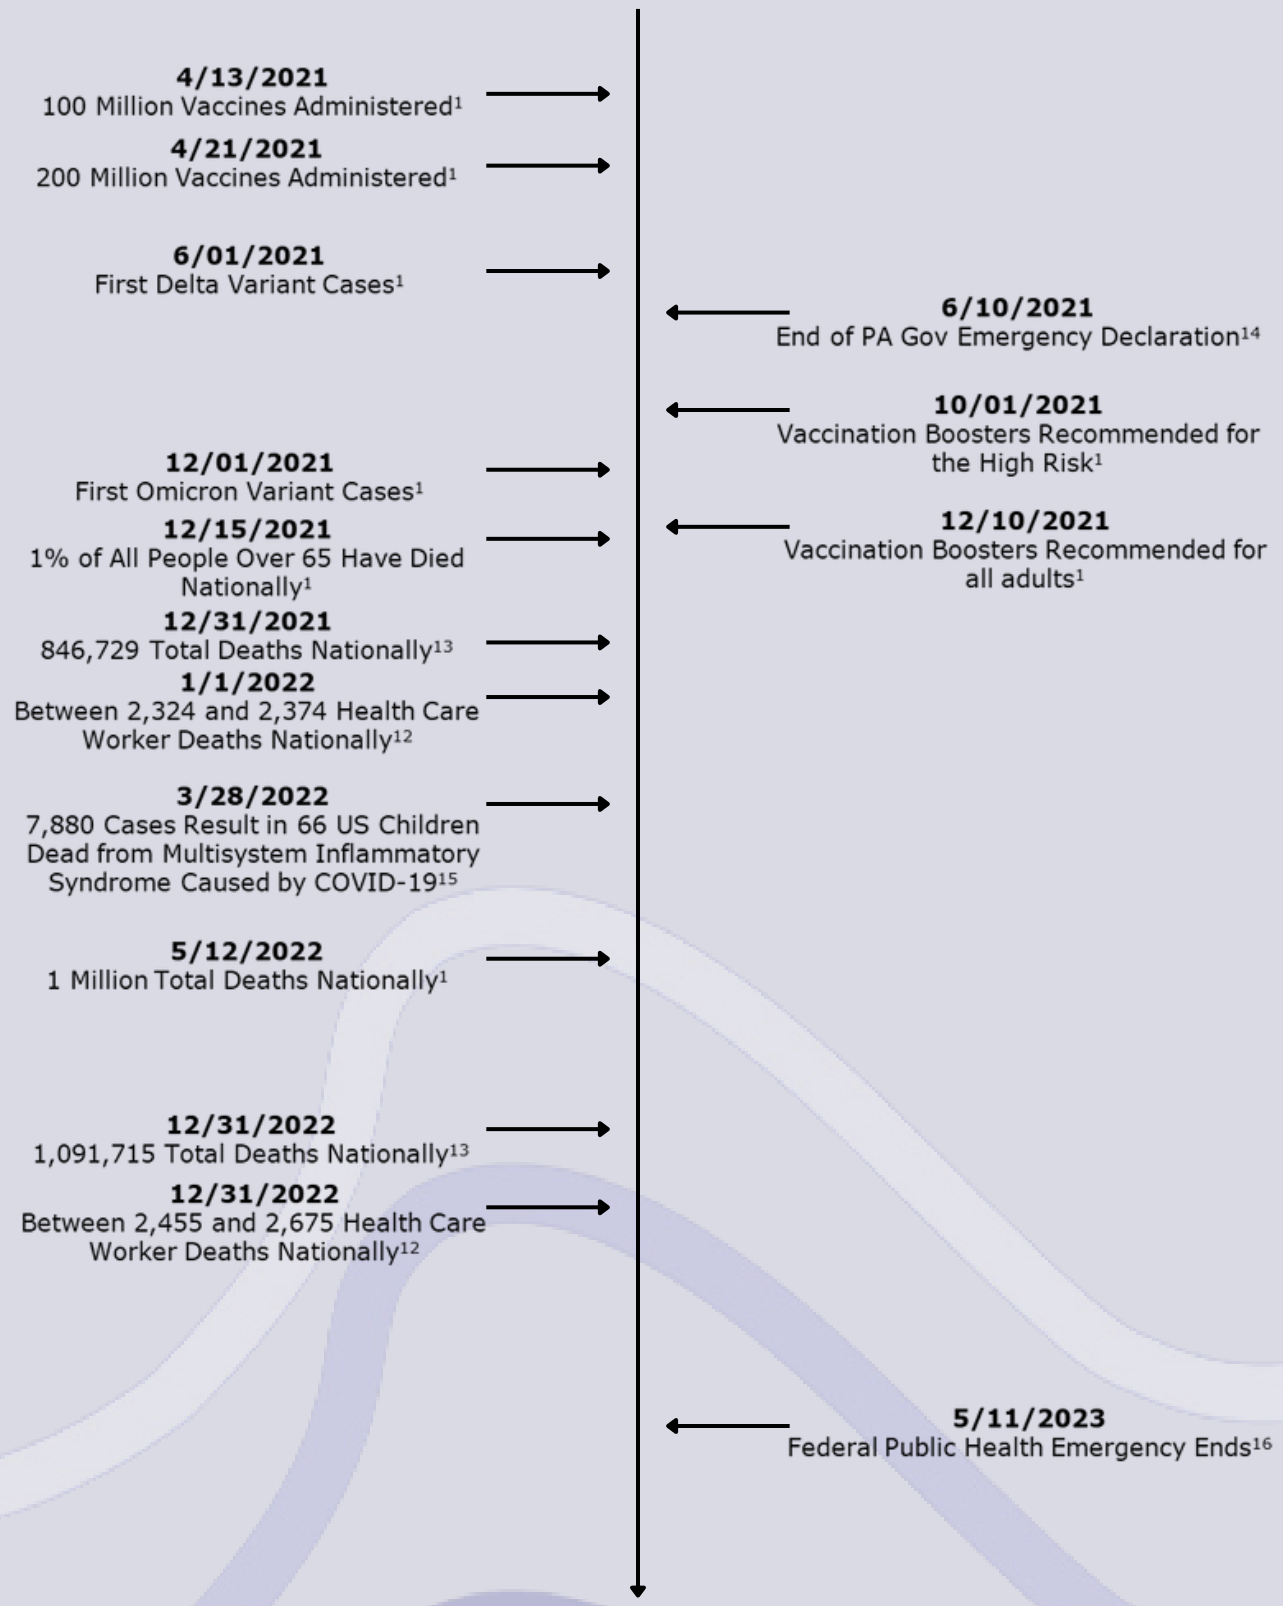 4/13/2021
100 Million Vaccines Administered¹
4/21/2021
200 Million Vaccines Administered¹
6/01/2021
First Delta Variant Cases¹
6/10/2021
End of PA Gov Emergency Declaration¹⁴
10/01/2021
Vaccination Boosters Recommended for
the High Risk¹
12/01/2021
First Omicron Variant Cases¹
12/10/2021
Vaccination Boosters Recommended for
all adults¹
12/15/2021
1% of All People Over 65 Have Died
Nationally¹
12/31/2021
846,729 Total Deaths Nationally¹³
1/1/2022
Between 2,324 and 2,374 Health Care
Worker Deaths Nationally¹²
3/28/2022
7,880 Cases Result in 66 US Children
Dead from Multisystem Inflammatory
Syndrome Caused by COVID-19¹⁵
5/12/2022
1 Million Total Deaths Nationally¹
12/31/2022
1,091,715 Total Deaths Nationally¹³
12/31/2022
Between 2,455 and 2,675 Health Care
Worker Deaths Nationally¹²
5/11/2023
Federal Public Health Emergency Ends¹⁶